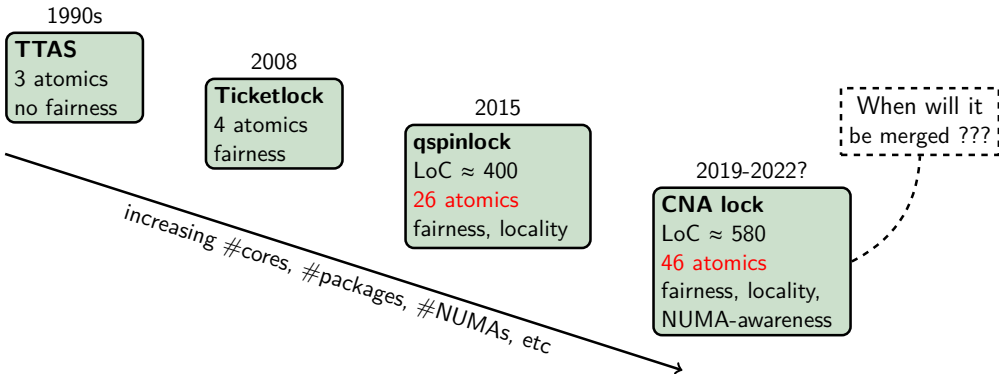 1990s
TTAS
3 atomics
no fairness
2008
Ticketlock
4 atomics
fairness
2015
qspinlock
LoC ≈ 400
26 atomics
fairness, locality
2019-2022?
CNA lock
LoC ≈ 580
46 atomics
fairness, locality,
NUMA-awareness
When will it
be merged ???
increasing #cores, #packages, #NUMAs, etc